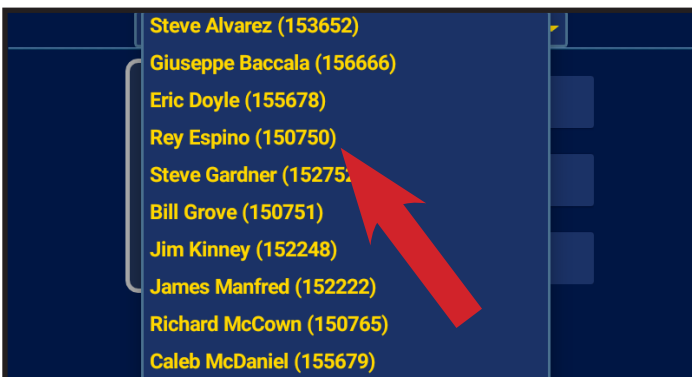 Steve Alvarez (153652)
Giuseppe Baccala (156666)
Eric Doyle (155678)
Rey Espino (150750)
Steve Gardner (152752
Bill Grove (150751)
Jim Kinney (152248)
James Manfred (152222)
Richard McCown (150765)
Caleb McDaniel (155679)